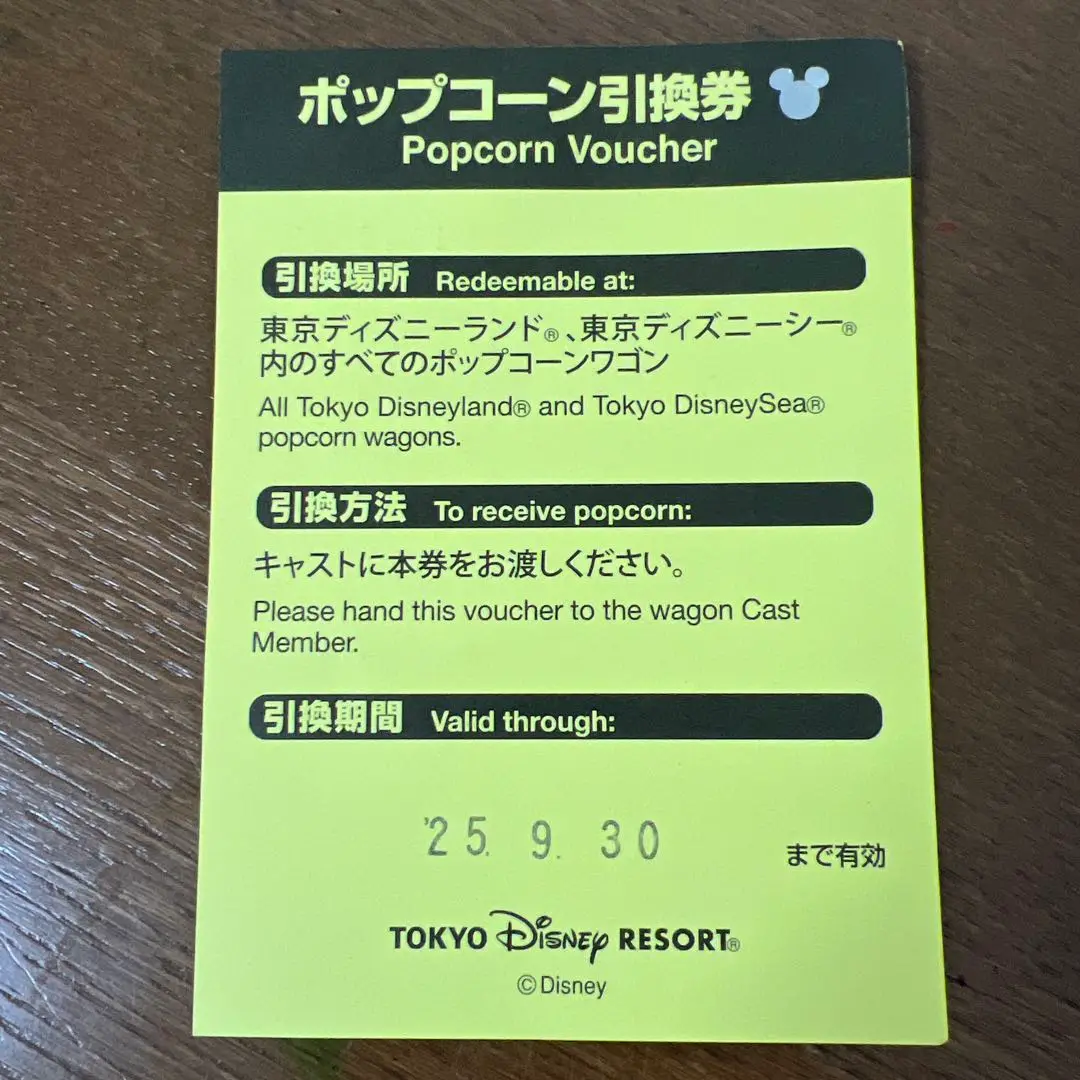 ポップコーン引換券
Popcorn Voucher
引換場所 Redeemable at:
東京ディズニーランド®、東京ディズニーシー®
内のすべてのポップコーンワゴン
All Tokyo Disneyland® and Tokyo DisneySea®
popcorn wagons.
引換方法 To receive popcorn:
キャストに本券をお渡しください。
Please hand this voucher to the wagon Cast
Member.
引換期間 Valid through:
'25. 9. 30
まで有効
TOKYO Disney RESORT®
©Disney